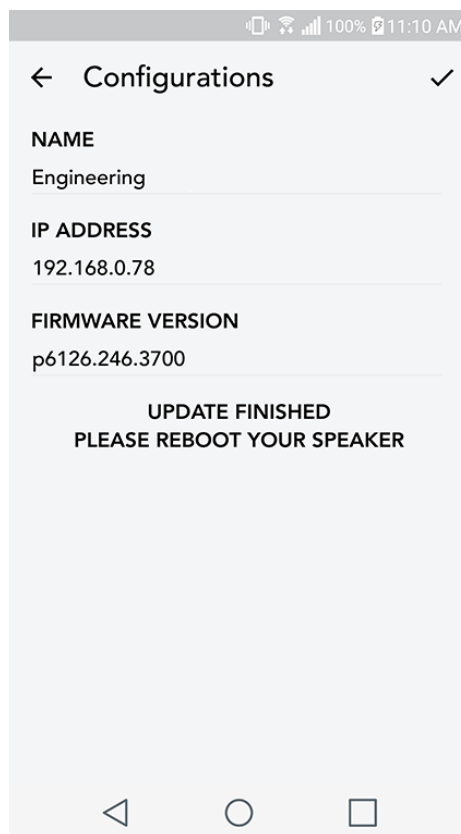 100% 11:10 AM
Configurations
NAME
Engineering
IP ADDRESS
192.168.0.78
FIRMWARE VERSION
p6126.246.3700
UPDATE FINISHED
PLEASE REBOOT YOUR SPEAKER